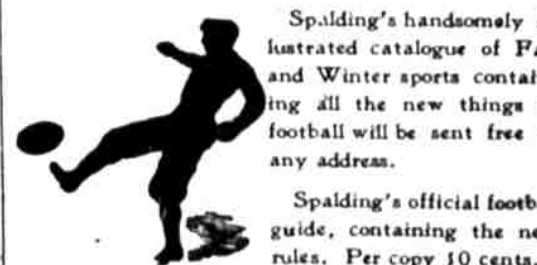 Spalding's handsomely
lustrated catalogue of Fa
and Winter sports contai
ing all the new things
football will be sent free
any address.
Spalding's official footb
guide, containing the ne
rules. Per copy 10 cents.